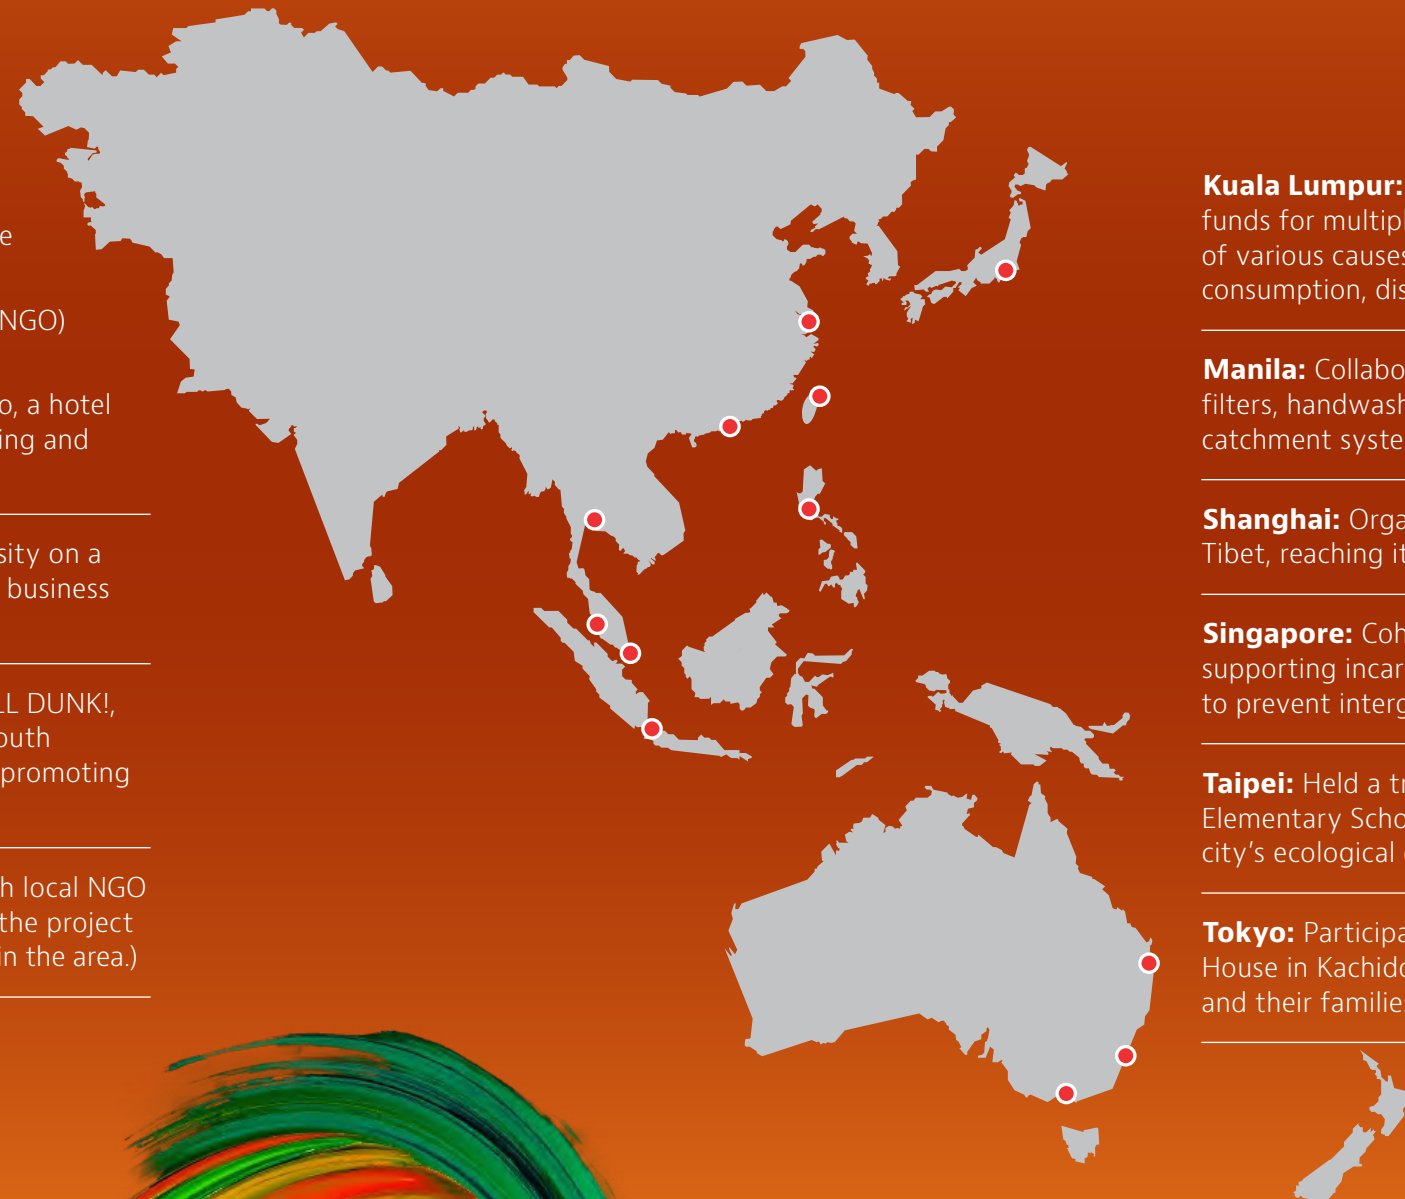 e
NGO)
o, a hotel
ing and
sity on a
business
LL DUNK!,
outh
promoting
h local NGO
the project
in the area.)
Kuala Lumpur:
funds for multipl
of various causes
consumption, dis
Manila: Collabo
filters, handwash
catchment syste
Shanghai: Orga
Tibet, reaching it
Singapore: Coh
supporting incar
to prevent interg
Taipei: Held a tr
Elementary Scho
city’s ecological
Tokyo: Participa
House in Kachido
and their familie